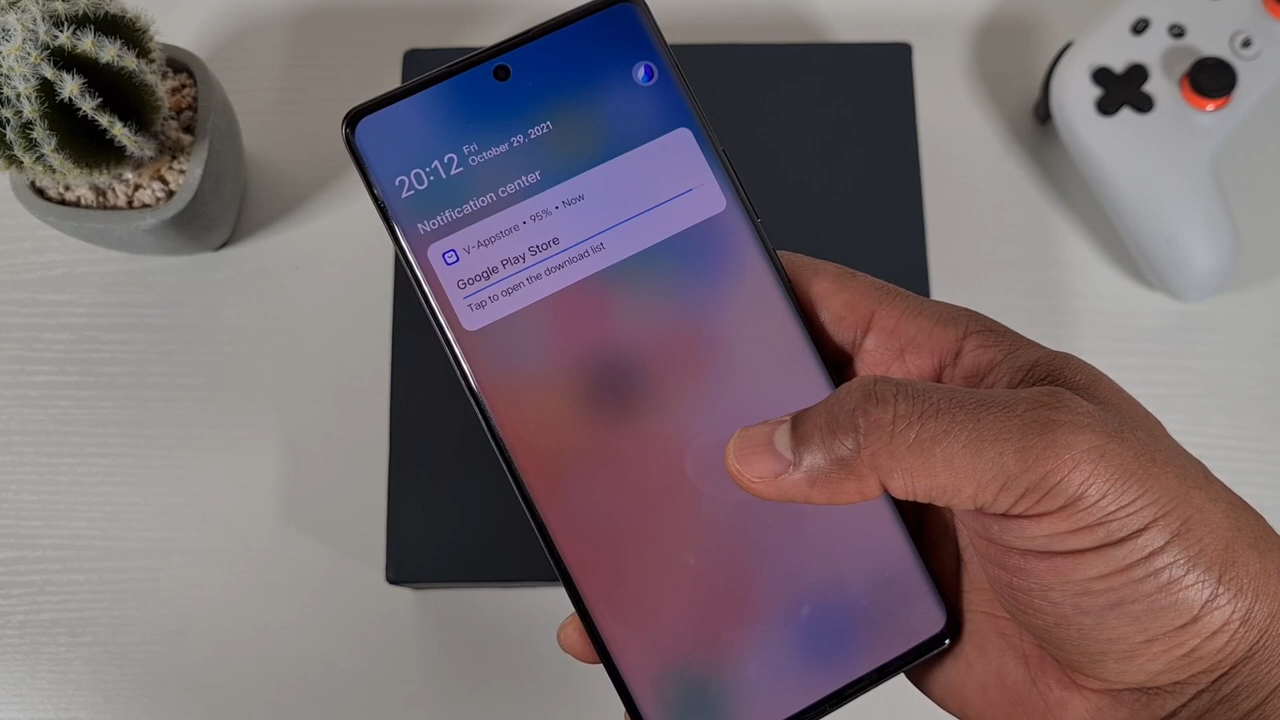 20:12
Fri
October 29, 2021
Notification center
V-Appstore • 95% • Now
Google Play Store
Tap to open the download list